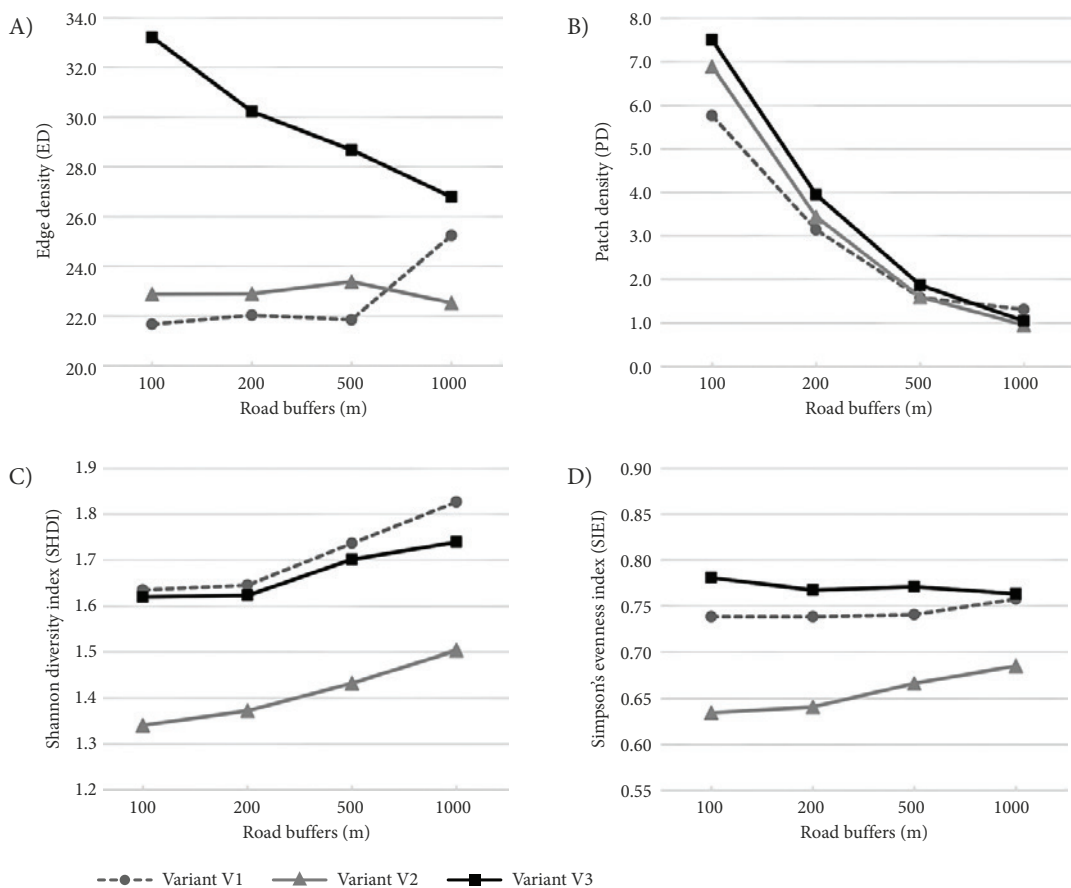 A)
Edge density (ED)
34.0
32.0
30.0
28.0
26.0
24.0
22.0
20.0
100 200 500 1000
Road buffers (m)
B)
Patch density (PD)
8.0
7.0
6.0
5.0
4.0
3.0
2.0
1.0
0.0
100 200 500 1000
Road buffers (m)
C)
Shannon diversity index (SHDI)
1.9
1.8
1.7
1.6
1.5
1.4
1.3
1.2
100 200 500 1000
Road buffers (m)
D)
Simpson's evenness index (SIEI)
0.90
0.85
0.80
0.75
0.70
0.65
0.60
0.55
100 200 500 1000
Road buffers (m)
Variant V1 Variant V2 Variant V3